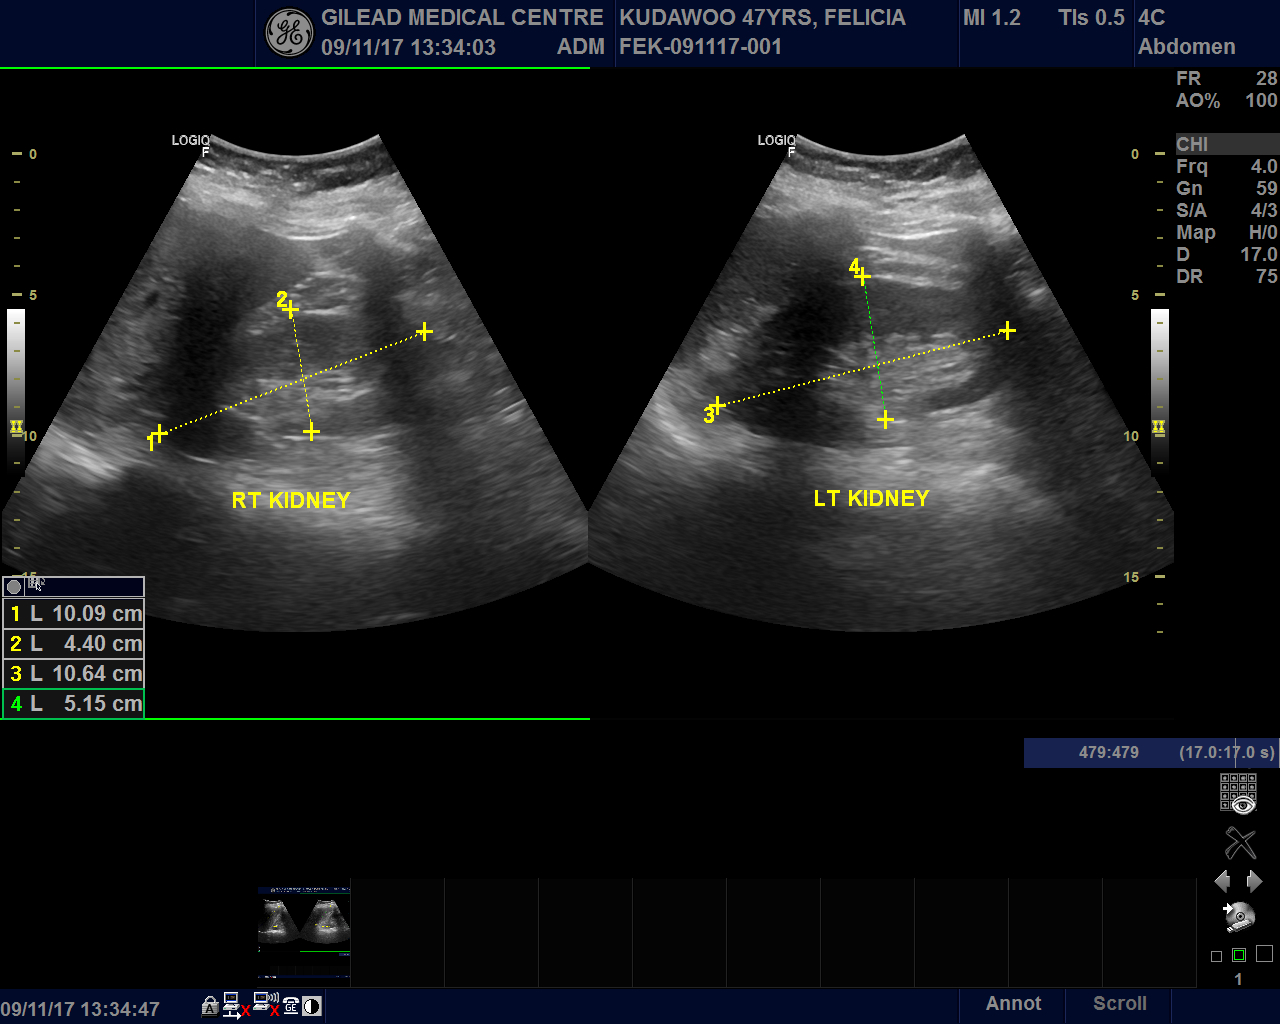 GILEAD MEDICAL CENTRE
09/11/17 13:34:03 ADM
KUDAWOO 47YRS, FELICIA
FEK-091117-001
MI 1.2 TIs 0.5
4C
Abdomen
FR 28
AO% 100
CHI
Frq 4.0
Gn 59
S/A 4/3
Map H/0
D 17.0
DR 75
LOGIQ
F
0
5
10
1
2
RT KIDNEY
LOGIQ
F
0
5
10
15
3
4
LT KIDNEY
1 L 10.09 cm
2 L 4.40 cm
3 L 10.64 cm
4 L 5.15 cm
479:479 (17.0:17.0 s)
1
09/11/17 13:34:47
Annot
Scroll